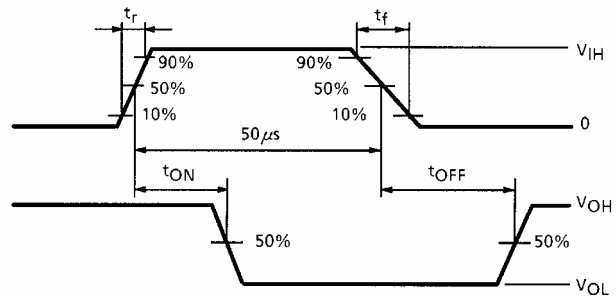 tr tf
VIH
90% 90%
50% 50%
10% 10% 0
50μs
tON tOFF
VOH
50% 50%
VOL